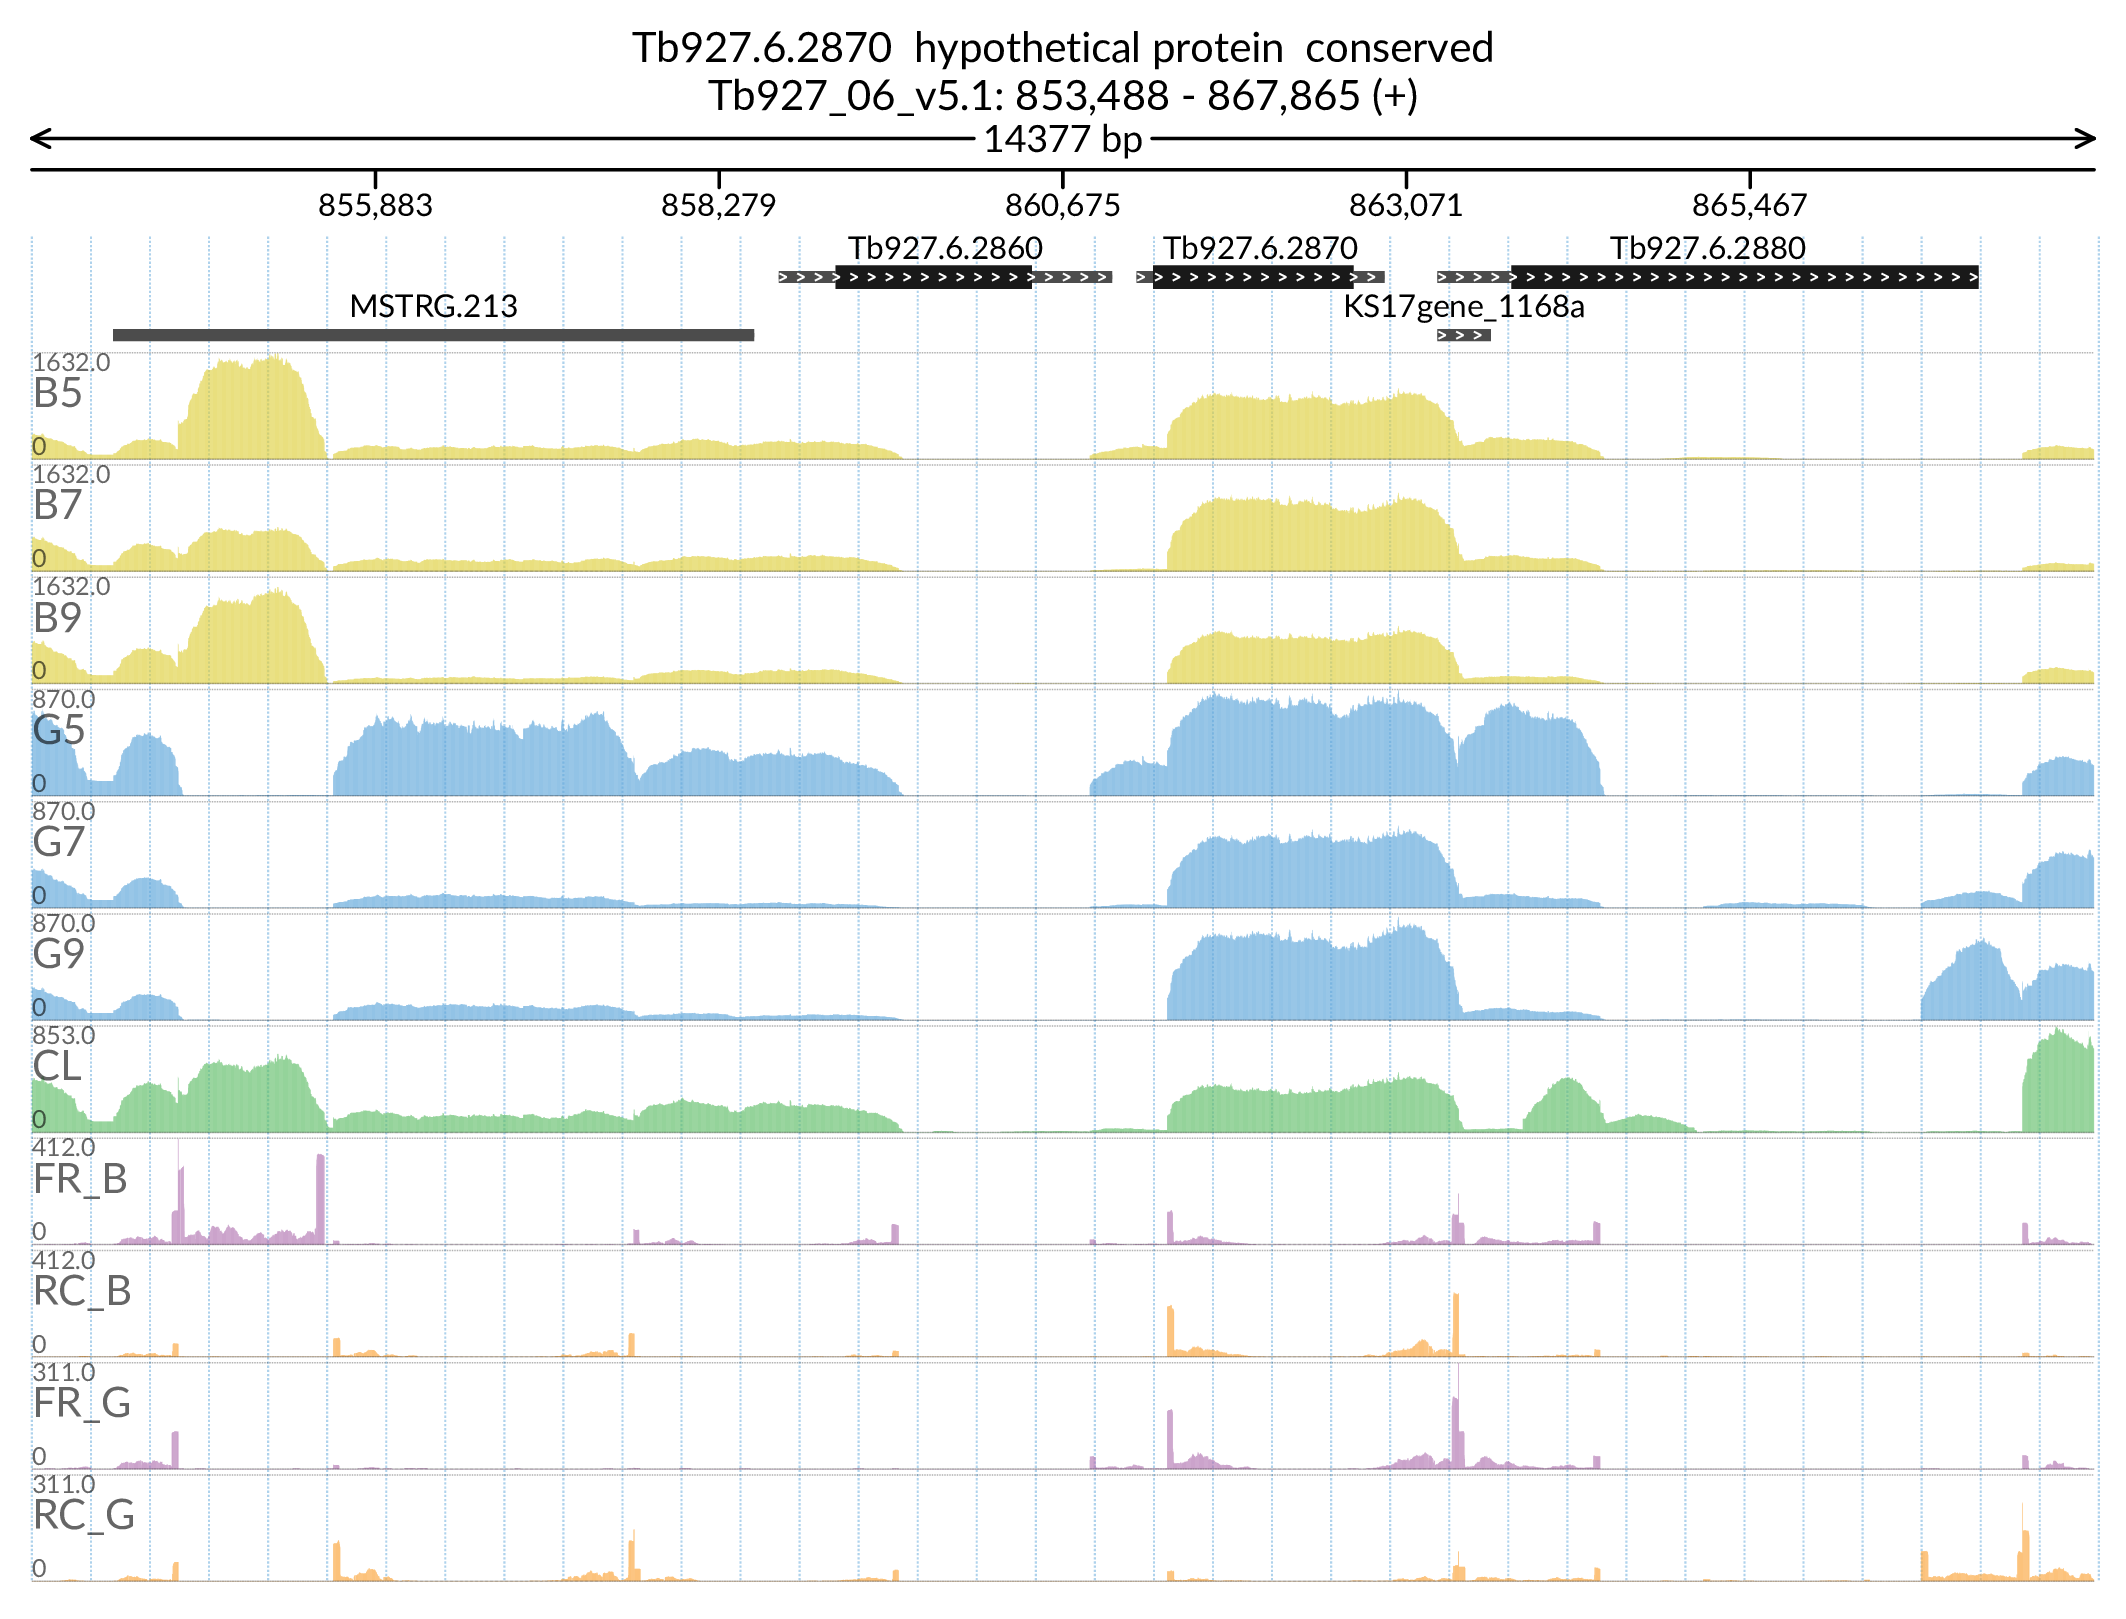 Tb927.6.2870  hypothetical protein  conserved
Tb927_06_v5.1: 853,488 - 867,865 (+)
14377 bp
855,883 858,279 860,675 863,071 865,467
Tb927.6.2860 Tb927.6.2870 Tb927.6.2880
MSTRG.213 KS17gene_1168a
1632.0
B5
0
1632.0
B7
0
1632.0
B9
0
870.0
G5
0
870.0
G7
0
870.0
G9
0
853.0
CL
0
412.0
FR_B
0
412.0
RC_B
0
311.0
FR_G
0
311.0
RC_G
0